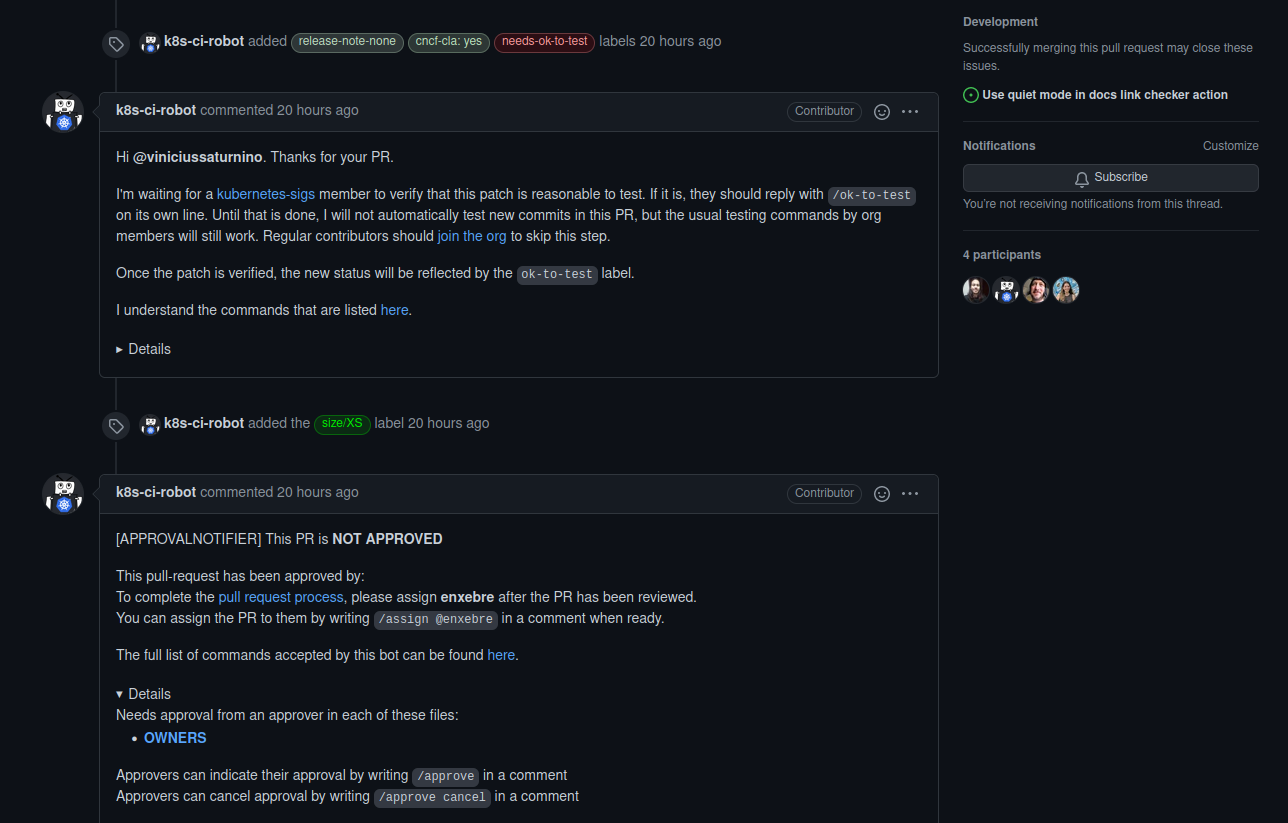 k8s-ci-robot added release-note-none cncf-cla: yes needs-ok-to-test labels 20 hours ago
k8s-ci-robot commented 20 hours ago Contributor ···
Hi @viniciussaturnino. Thanks for your PR.
I'm waiting for a kubernetes-sigs member to verify that this patch is reasonable to test. If it is, they should reply with /ok-to-test
on its own line. Until that is done, I will not automatically test new commits in this PR, but the usual testing commands by org
members will still work. Regular contributors should join the org to skip this step.
Once the patch is verified, the new status will be reflected by the ok-to-test label.
I understand the commands that are listed here.
▸ Details
k8s-ci-robot added the size/XS label 20 hours ago
k8s-ci-robot commented 20 hours ago Contributor ···
[APPROVALNOTIFIER] This PR is NOT APPROVED
This pull-request has been approved by:
To complete the pull request process, please assign enxebre after the PR has been reviewed.
You can assign the PR to them by writing /assign @enxebre in a comment when ready.
The full list of commands accepted by this bot can be found here.
▾ Details
Needs approval from an approver in each of these files:
• OWNERS
Approvers can indicate their approval by writing /approve in a comment
Approvers can cancel approval by writing /approve cancel in a comment
Development
Successfully merging this pull request may close these
issues.
Use quiet mode in docs link checker action
Notifications Customize
Subscribe
You're not receiving notifications from this thread.
4 participants